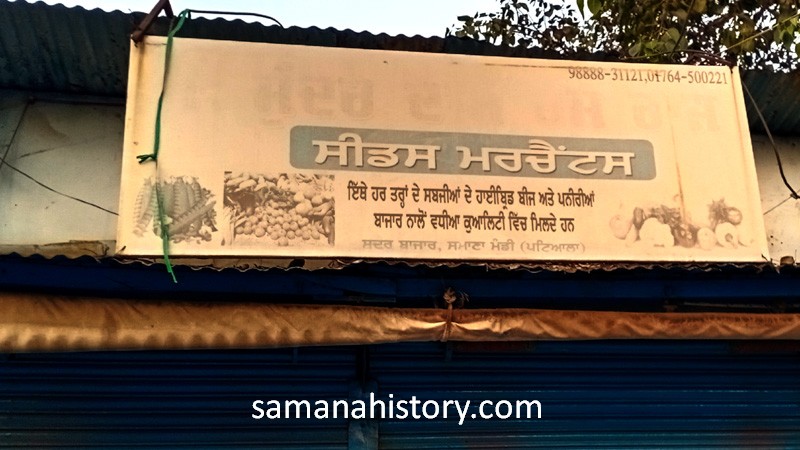 98888-31121,01764-500221
ਸੀਡਸ ਮਰਚੈਂਟਸ
ਇੱਥੇ ਹਰ ਤਰ੍ਹਾਂ ਦੇ ਸਬਜੀਆਂ ਦੇ ਹਾਈਬ੍ਰਿਡ ਬੀਜ ਅਤੇ ਪਨੀਰੀਆਂ
ਬਾਜਾਰ ਨਾਲੋਂ ਵਧੀਆ ਕੁਆਲਿਟੀ ਵਿੱਚ ਮਿਲਦੇ ਹਨ
ਸਦਰ ਬਾਜਾਰ, ਸਮਾਣਾ ਮੰਡੀ (ਪਟਿਆਲਾ)
samanahistory.com